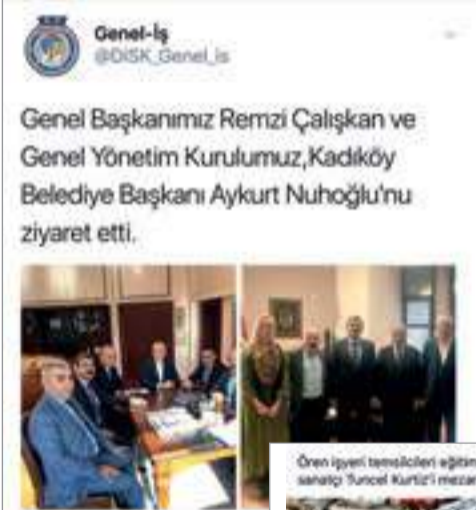 Genel-İş
@DISK_Genel_is
Genel Başkanımız Remzi Çalışkan ve
Genel Yönetim Kurulumuz,Kadıköy
Belediye Başkanı Aykurt Nuhoğlu'nu
ziyaret etti.
Ören işyeri temsilcileri eğitim
sanatçı Tuncel Kurtiz'i mezar